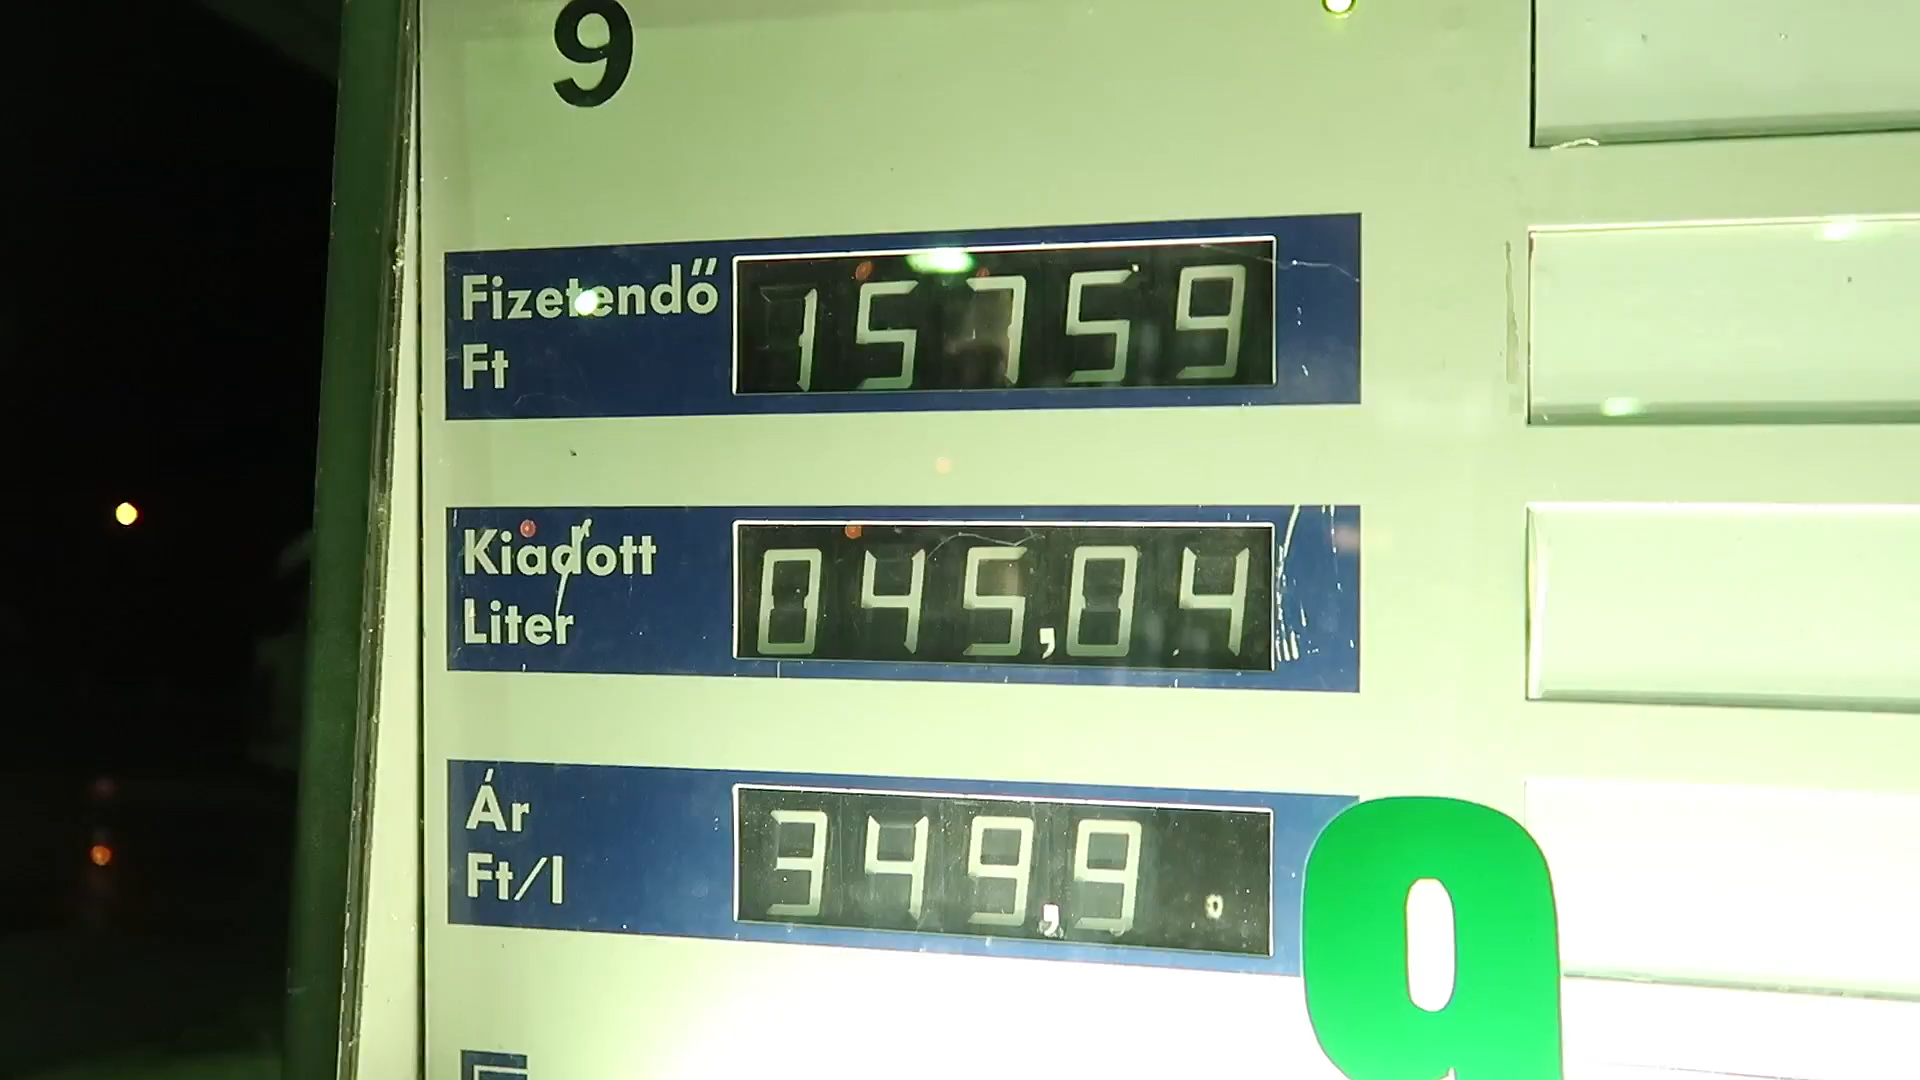 9
Fizetendő
Ft
15759
Kiadott
Liter
045,04
Ár
Ft/l
349,9
9